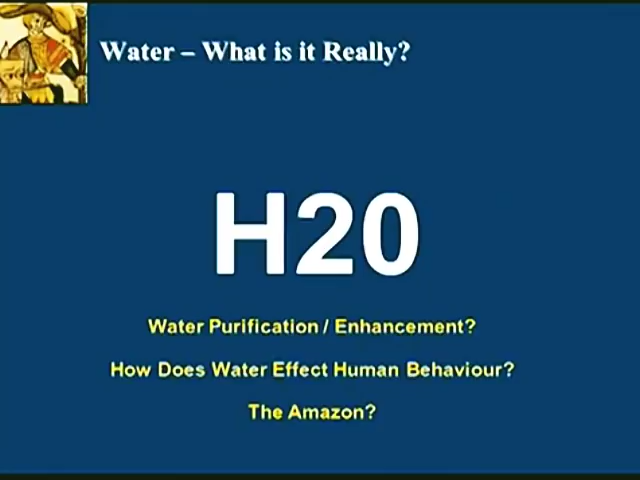 Water – What is it Really?
H20
Water Purification / Enhancement?
How Does Water Effect Human Behaviour?
The Amazon?